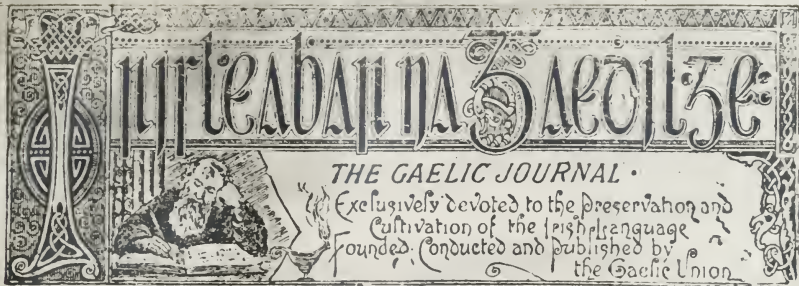 Irisleaḃar na Gaeḋilge:
THE GAELIC JOURNAL ·
Exclusively devoted to the Preservation and
Cultivation of the Irish Language
Founded, Conducted and Published by
the Gaelic Union